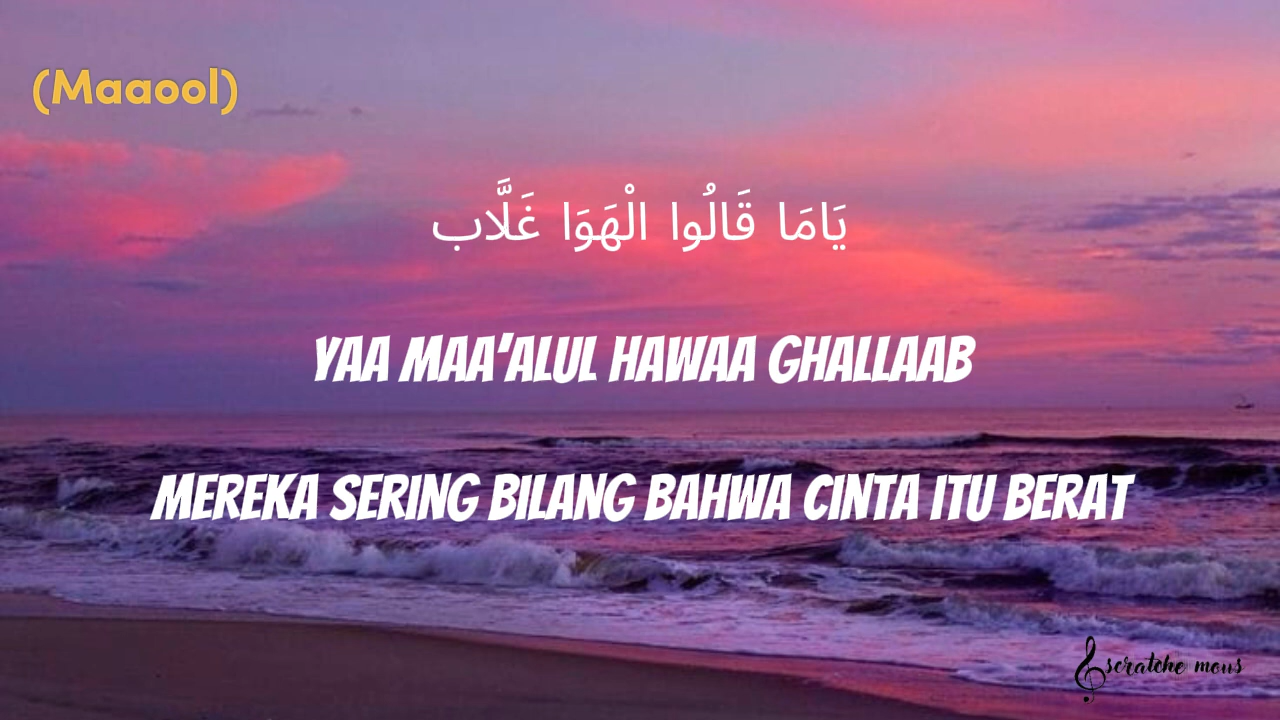 (Maaool)
يَامَا قَالُوا الْهَوَا غَلَّاب
YAA MAA'ALUL HAWAA GHALLAAB
MEREKA SERING BILANG BAHWA CINTA ITU BERAT
scratche mous